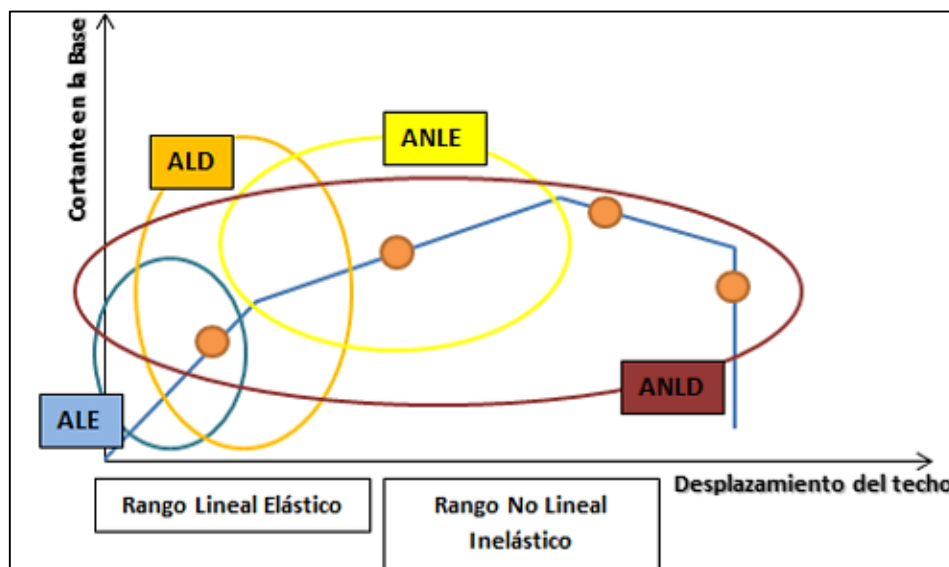 Cortante en la Base
ANLE
ALD
ANLD
ALE
Desplazamiento del techo
Rango Lineal Elástico
Rango No Lineal
Inelástico